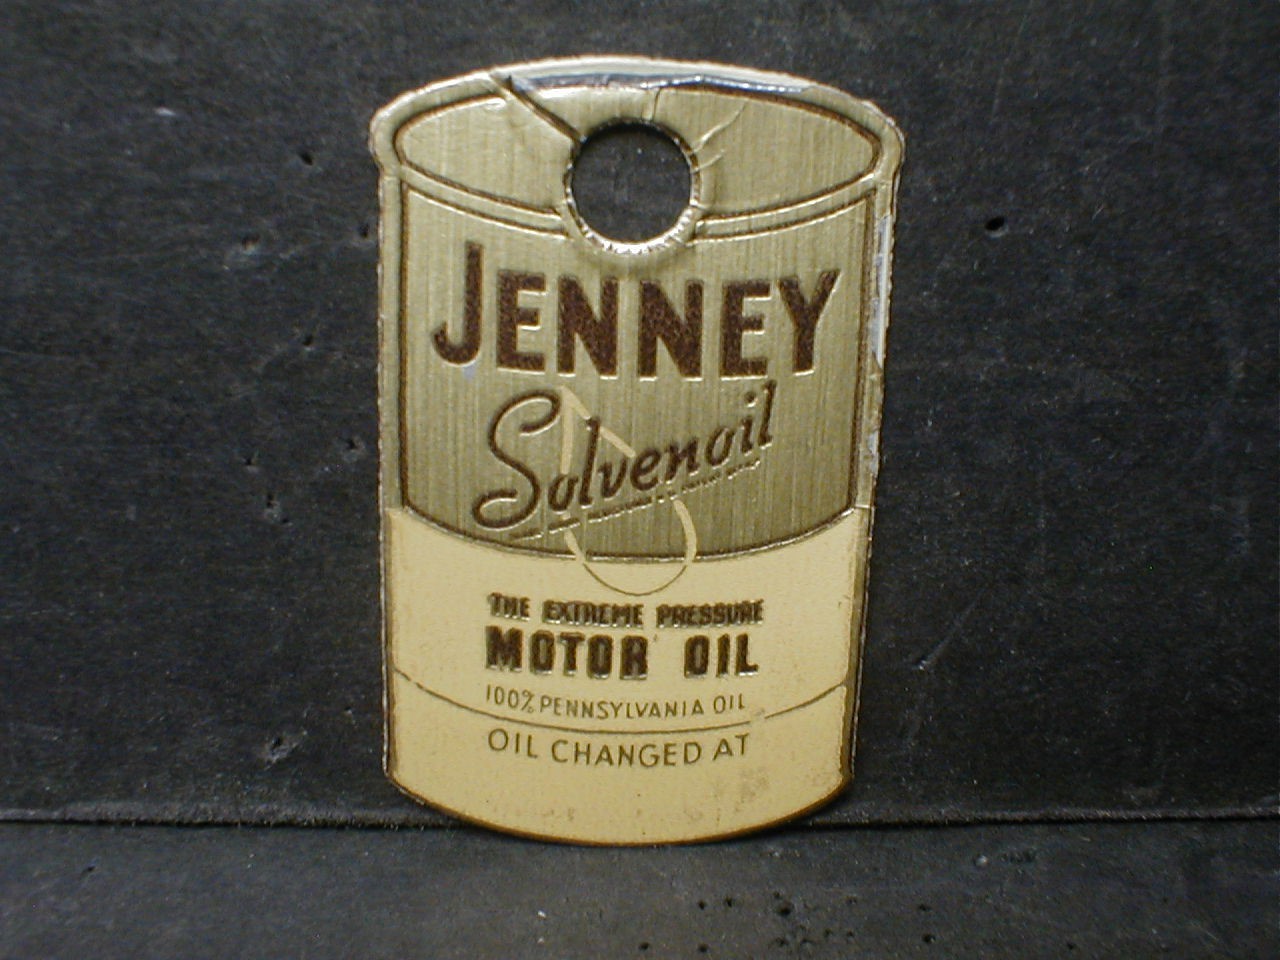 JENNEY
Solvenoil
THE EXTREME PRESSURE
MOTOR OIL
100% PENNSYLVANIA OIL
OIL CHANGED AT